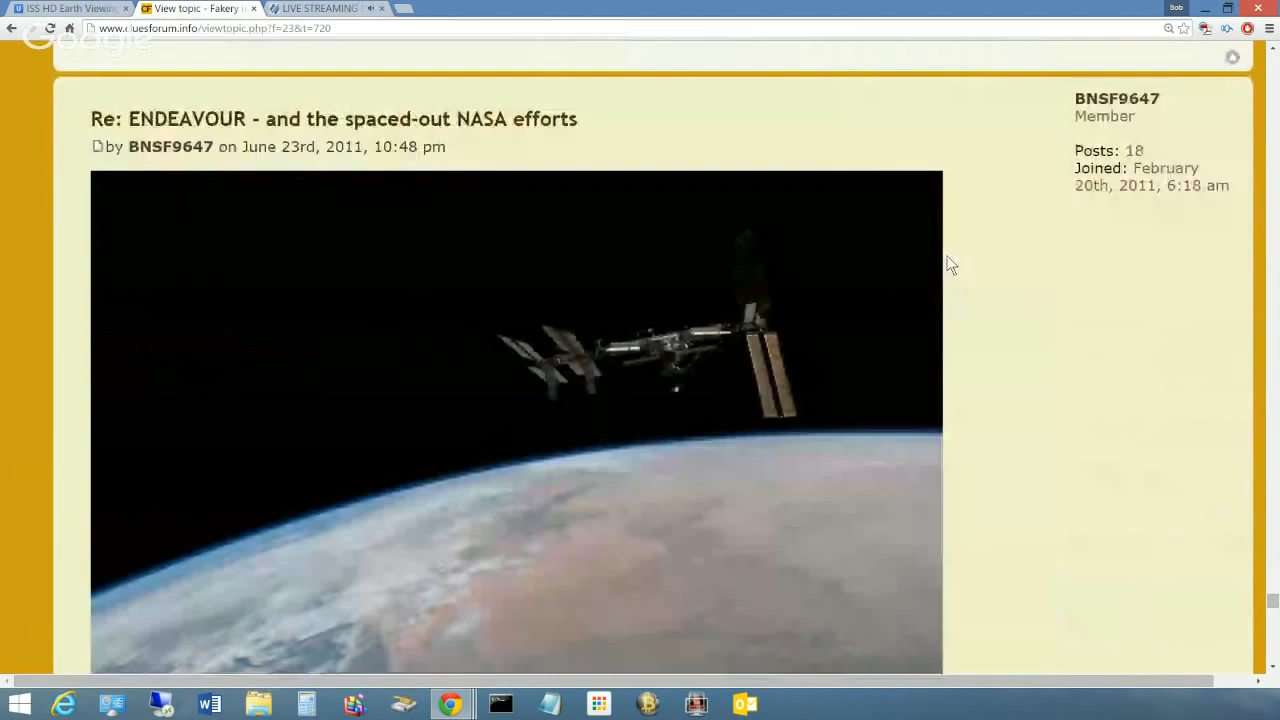 ISS HD Earth Viewing
View topic - Fakery i
LIVE STREAMING
Bob
www.cluesforum.info/viewtopic.php?f=23&t=720
Google
Re: ENDEAVOUR - and the spaced-out NASA efforts
by BNSF9647 on June 23rd, 2011, 10:48 pm
BNSF9647
Member
Posts: 18
Joined: February
20th, 2011, 6:18 am